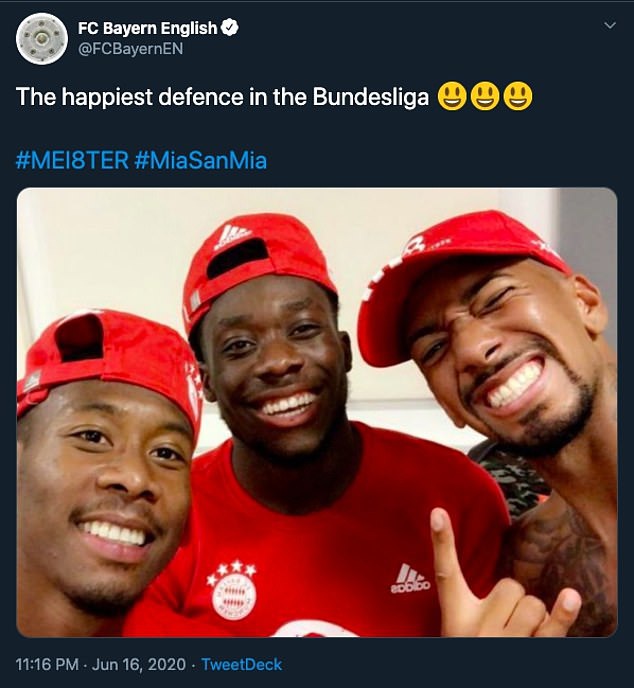 FC Bayern English
@FCBayernEN
The happiest defence in the Bundesliga 😃😃😃
#MEI8TER #MiaSanMia
adidas
11:16 PM · Jun 16, 2020 · TweetDeck